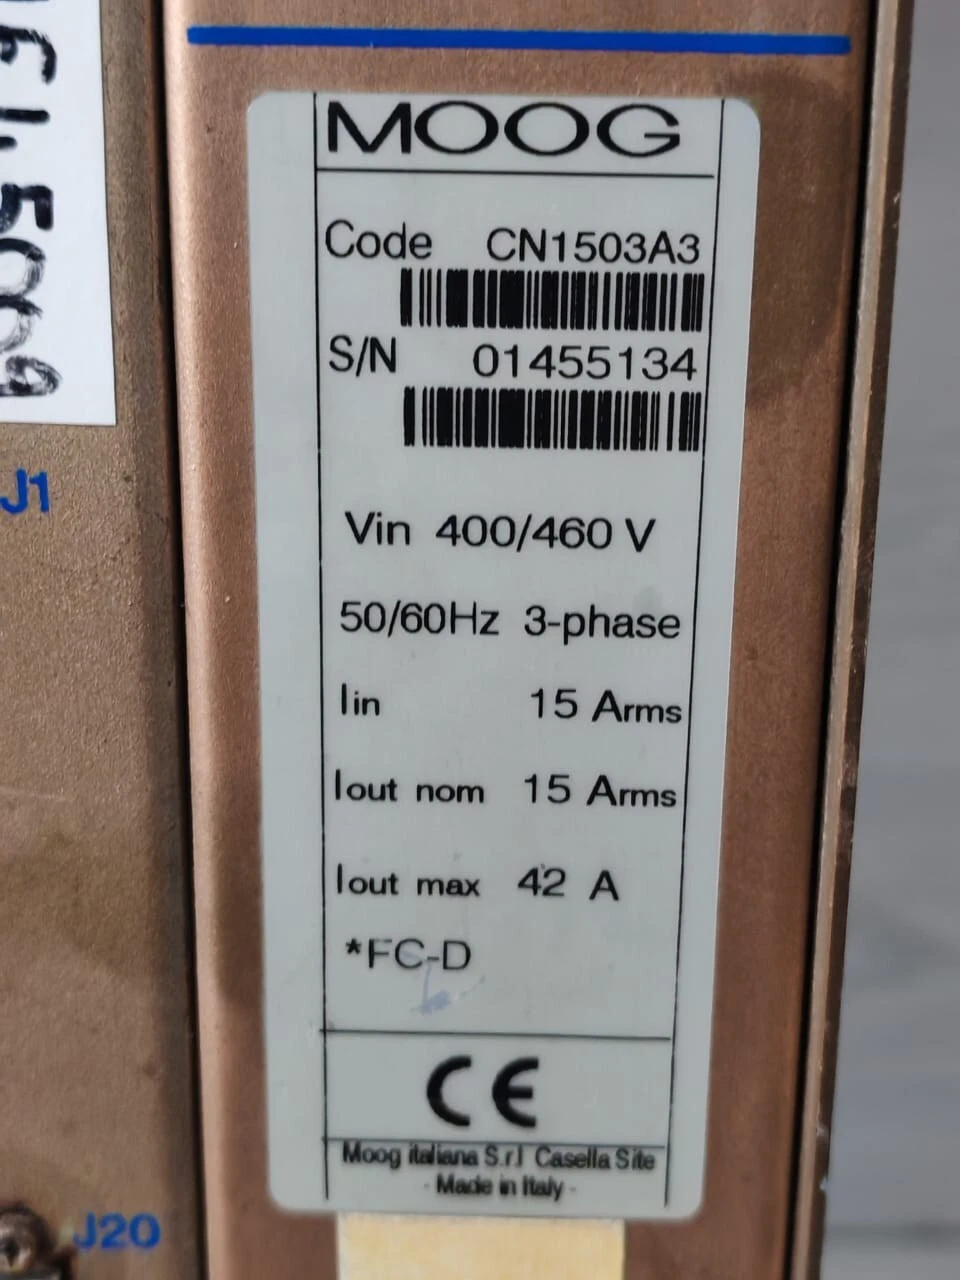 MOOG
Code CN1503A3
S/N 01455134
Vin 400/460 V
50/60Hz 3-phase
Iin 15 Arms
Iout nom 15 Arms
Iout max 42 A
*FC-D
CE
Moog italiana S.r.l Casella Site
- Made in Italy -
J1
J20